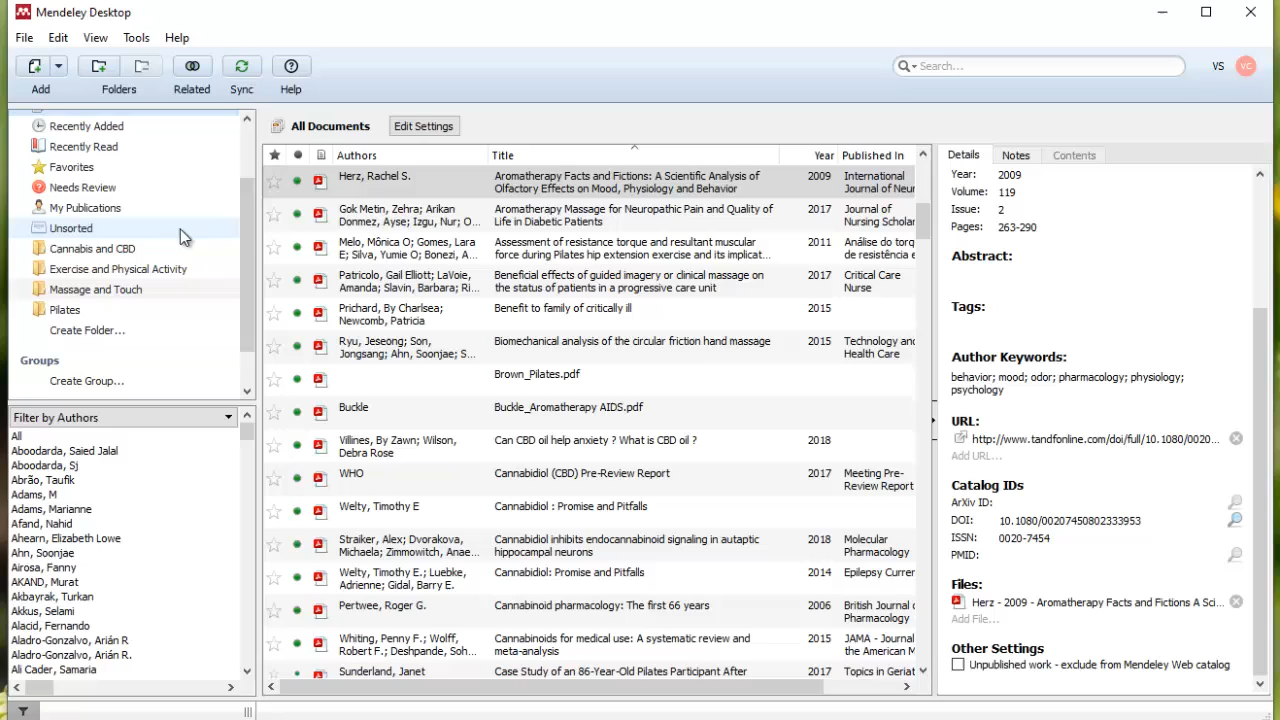 Mendeley Desktop
File Edit View Tools Help
Add Folders Related Sync Help
Search...
VS VC
Recently Added
Recently Read
Favorites
Needs Review
My Publications
Unsorted
Cannabis and CBD
Exercise and Physical Activity
Massage and Touch
Pilates
Create Folder...
Groups
Create Group...
Filter by Authors
All
Aboodarda, Saied Jalal
Aboodarda, Sj
Abrão, Taufik
Adams, M
Adams, Marianne
Afand, Nahid
Ahearn, Elizabeth Lowe
Ahn, Soonjae
Airosa, Fanny
AKAND, Murat
Akbayrak, Turkan
Akkus, Selami
Alacid, Fernando
Aladro-Gonzalvo, Arián R
Aladro-Gonzalvo, Arián R.
Ali Cader, Samaria
All Documents Edit Settings
Authors Title Year Published In
Herz, Rachel S. Aromatherapy Facts and Fictions: A Scientific Analysis of 2009 International
Olfactory Effects on Mood, Physiology and Behavior Journal of Neur
Gok Metin, Zehra; Arikan Aromatherapy Massage for Neuropathic Pain and Quality of 2017 Journal of
Donmez, Ayse; Izgu, Nur; O... Life in Diabetic Patients Nursing Scholar
Melo, Mônica O; Gomes, Lara Assessment of resistance torque and resultant muscular 2011 Análise do torq
E; Silva, Yumie O; Bonezi, A... force during Pilates hip extension exercise and its implicat... de resistência e
Patricolo, Gail Elliott; LaVoie, Beneficial effects of guided imagery or clinical massage on 2017 Critical Care
Amanda; Slavin, Barbara; Ri... the status of patients in a progressive care unit Nurse
Prichard, By Charlsea; Benefit to family of critically ill 2015
Newcomb, Patricia
Ryu, Jeseong; Son, Biomechanical analysis of the circular friction hand massage 2015 Technology and
Jongsang; Ahn, Soonjae; S... Health Care
Brown_Pilates.pdf
Buckle Buckle_Aromatherapy AIDS.pdf
Villines, By Zawn; Wilson, Can CBD oil help anxiety ? What is CBD oil ? 2018
Debra Rose
WHO Cannabidiol (CBD) Pre-Review Report 2017 Meeting Pre-
Review Report
Welty, Timothy E Cannabidiol : Promise and Pitfalls
Straiker, Alex; Dvorakova, Cannabidiol inhibits endocannabinoid signaling in autaptic 2018 Molecular
Michaela; Zimmowitch, Anae... hippocampal neurons Pharmacology
Welty, Timothy E.; Luebke, Cannabidiol: Promise and Pitfalls 2014 Epilepsy Currer
Adrienne; Gidal, Barry E.
Pertwee, Roger G. Cannabinoid pharmacology: The first 66 years 2006 British Journal o
Pharmacology
Whiting, Penny F.; Wolff, Cannabinoids for medical use: A systematic review and 2015 JAMA - Journal
Robert F.; Deshpande, Soh... meta-analysis the American M
Sunderland, Janet Case Study of an 86-Year-Old Pilates Participant After 2017 Topics in Geriat
Details Notes Contents
Year: 2009
Volume: 119
Issue: 2
Pages: 263-290
Abstract:
Tags:
Author Keywords:
behavior; mood; odor; pharmacology; physiology;
psychology
URL:
http://www.tandfonline.com/doi/full/10.1080/0020...
Add URL...
Catalog IDs
ArXiv ID:
DOI: 10.1080/00207450802333953
ISSN: 0020-7454
PMID:
Files:
Herz - 2009 - Aromatherapy Facts and Fictions A Sci...
Add File...
Other Settings
Unpublished work - exclude from Mendeley Web catalog